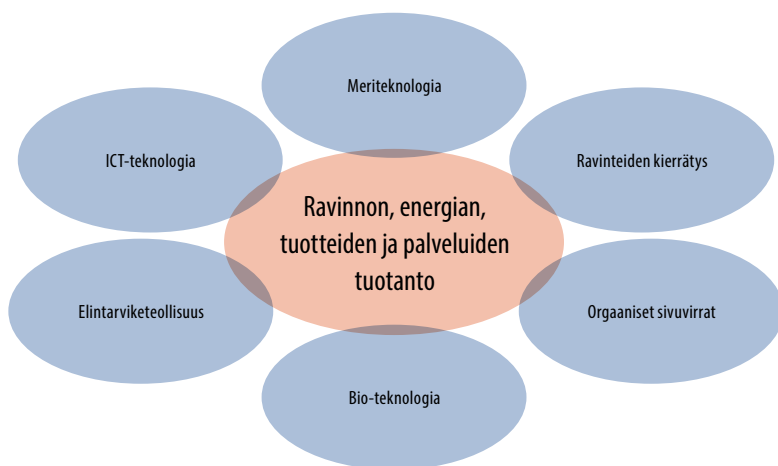 Meriteknologia
ICT-teknologia
Ravinteiden kierrätys
Ravinnon, energian,
tuotteiden ja palveluiden
tuotanto
Elintarviketeollisuus
Orgaaniset sivuvirrat
Bio-teknologia